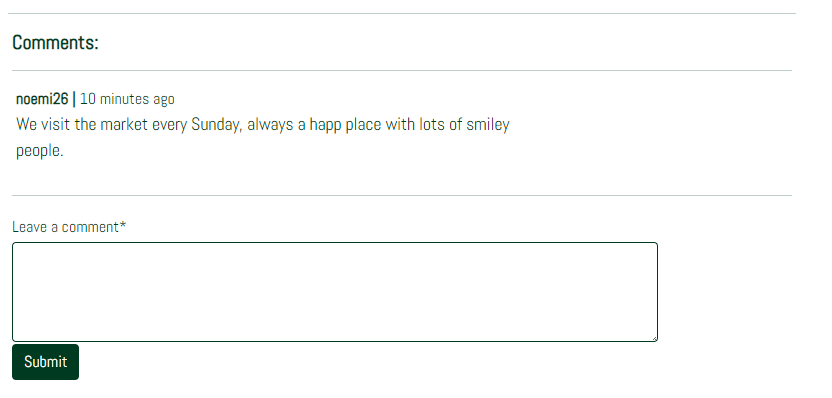 Comments:
noemi26 | 10 minutes ago
We visit the market every Sunday, always a happ place with lots of smiley
people.
Leave a comment*
Submit